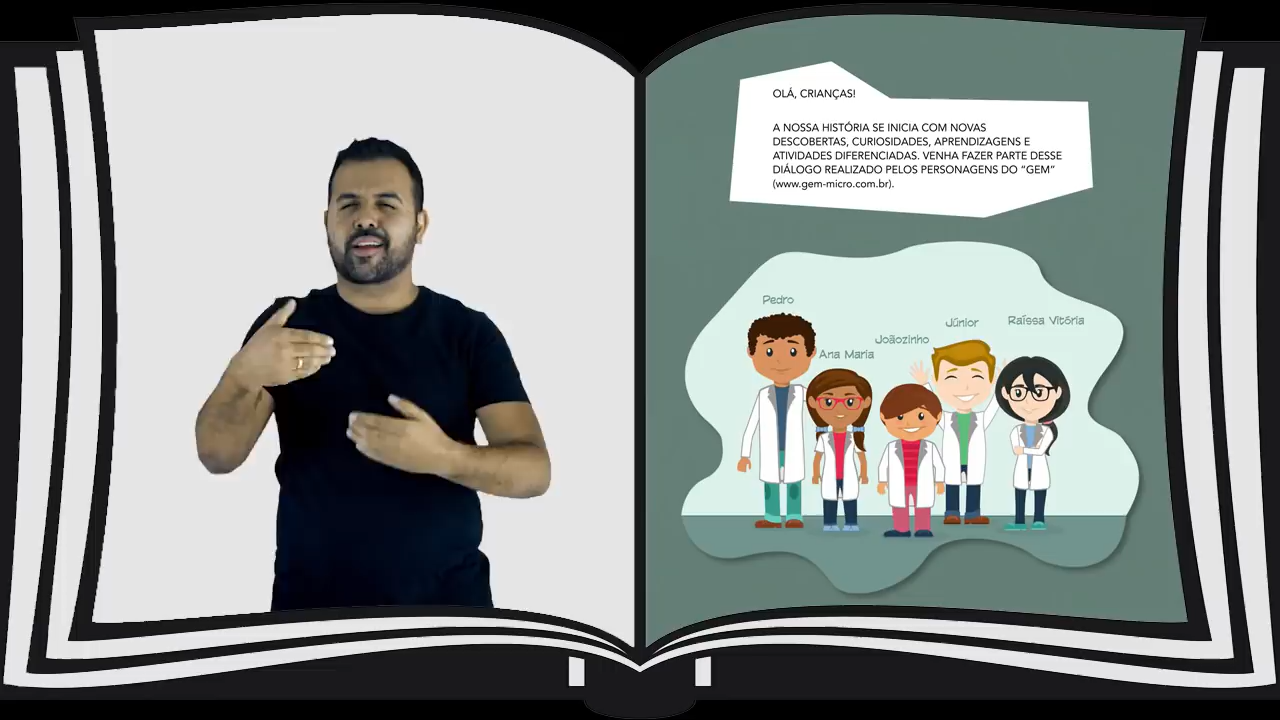 OLÁ, CRIANÇAS!
A NOSSA HISTÓRIA SE INICIA COM NOVAS
DESCOBERTAS, CURIOSIDADES, APRENDIZAGENS E
ATIVIDADES DIFERENCIADAS. VENHA FAZER PARTE DESSE
DIÁLOGO REALIZADO PELOS PERSONAGENS DO “GEM”
(www.gem-micro.com.br).
Pedro
Ana Maria
Joãozinho
Júnior
Raíssa Vitória